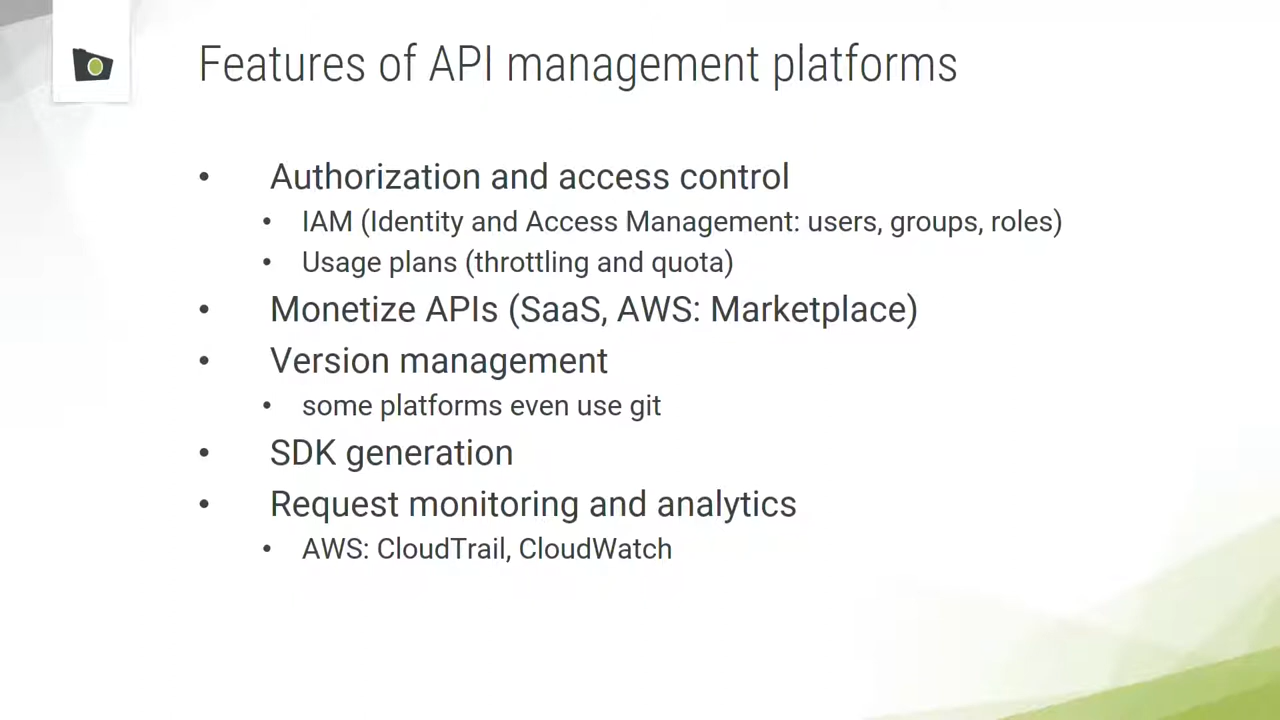 Features of API management platforms
• Authorization and access control
• IAM (Identity and Access Management: users, groups, roles)
• Usage plans (throttling and quota)
• Monetize APIs (SaaS, AWS: Marketplace)
• Version management
• some platforms even use git
• SDK generation
• Request monitoring and analytics
• AWS: CloudTrail, CloudWatch